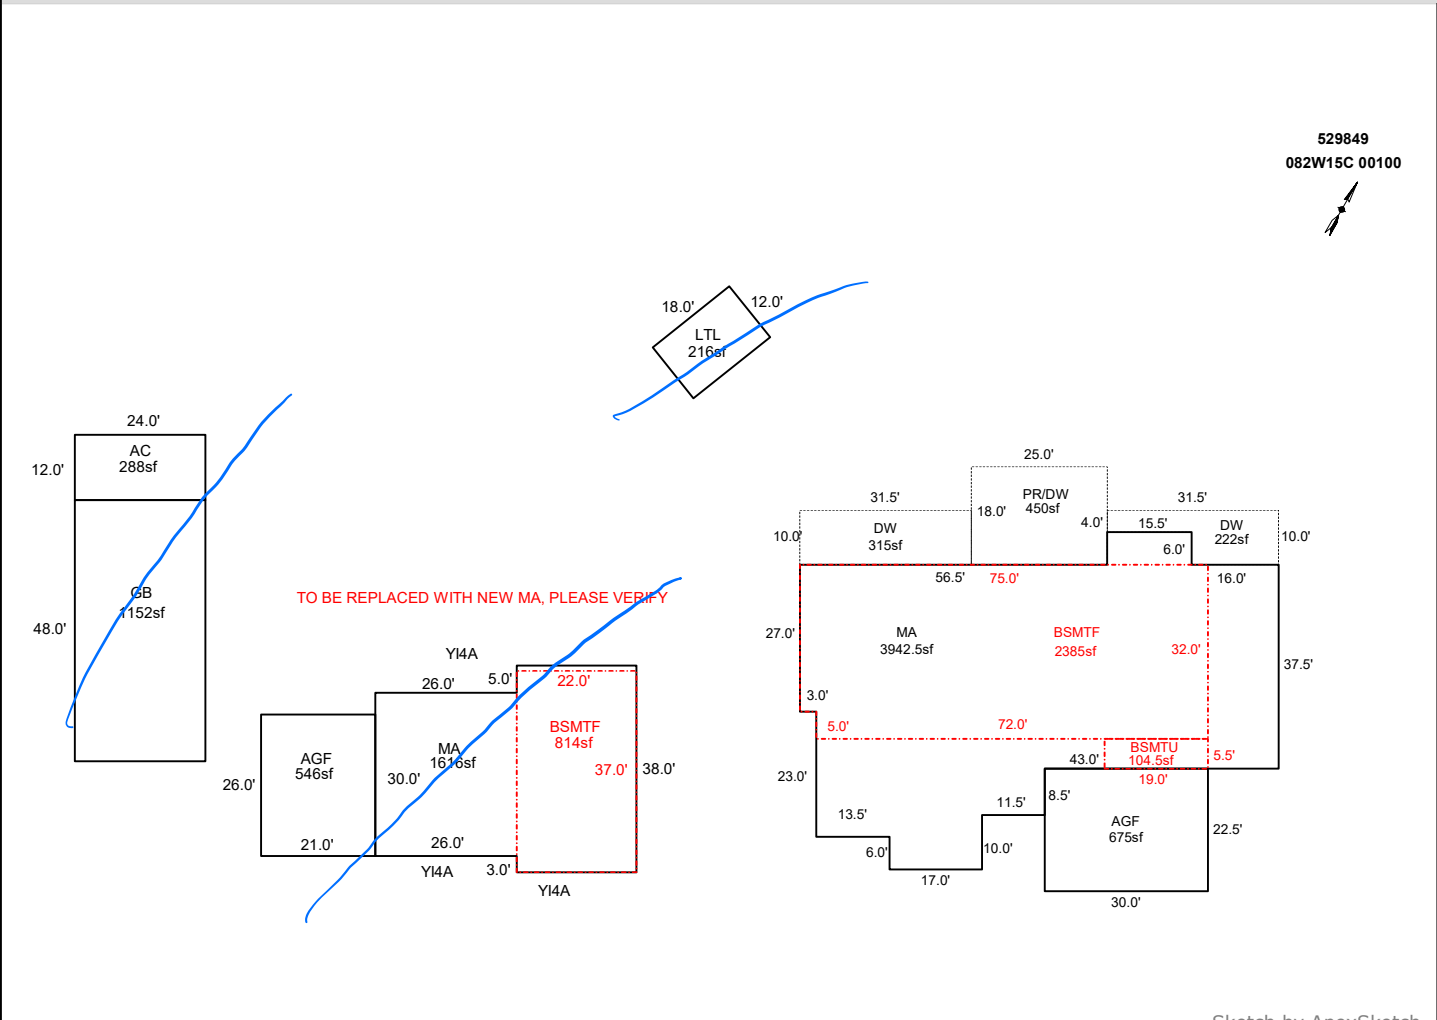 529849
082W15C 00100
18.0'
12.0'
LTL
216sf
24.0'
AC
288sf
12.0'
GB
1152sf
48.0'
TO BE REPLACED WITH NEW MA, PLEASE VERIFY
YI4A
26.0'
5.0'
22.0'
BSMTF
814sf
AGF
546sf
MA
1616sf
37.0'
38.0'
30.0'
26.0'
21.0'
26.0'
3.0'
YI4A
YI4A
25.0'
31.5'
PR/DW
450sf
31.5'
18.0'
4.0'
15.5'
10.0'
DW
315sf
6.0'
DW
222sf
10.0'
56.5'
75.0'
16.0'
27.0'
MA
3942.5sf
BSMTF
2385sf
32.0'
37.5'
3.0'
5.0'
72.0'
BSMTU
104.5sf
5.5'
43.0'
19.0'
23.0'
13.5'
11.5'
8.5'
AGF
675sf
22.5'
6.0'
10.0'
17.0'
30.0'
Sketch by ApexSketch